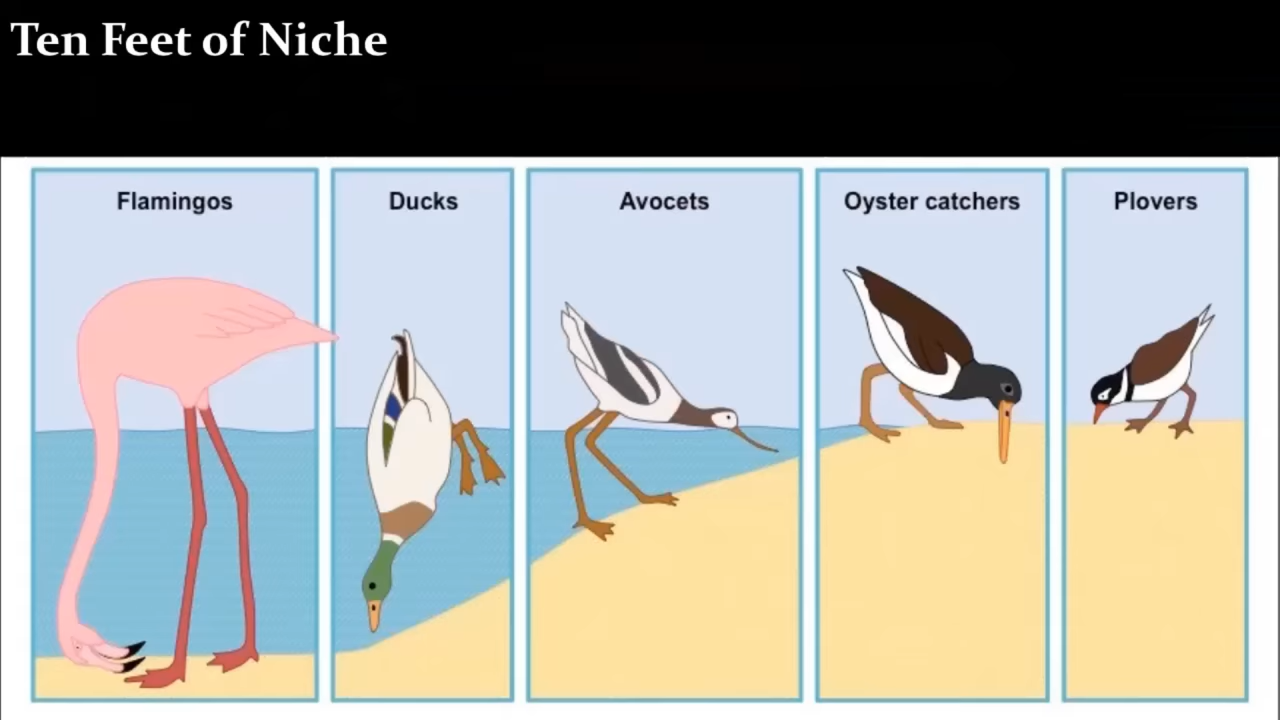 Ten Feet of Niche
Flamingos
Ducks
Avocets
Oyster catchers
Plovers